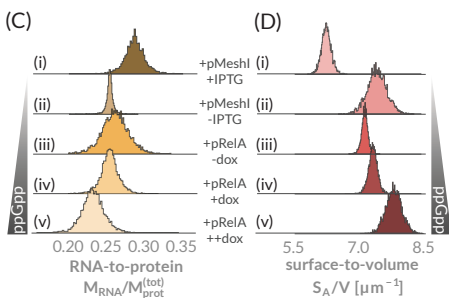 (C)
(D)
(i)
+pMeshI
+IPTG
(i)
(ii)
+pMeshI
-IPTG
(ii)
(iii)
+pRelA
-dox
(iii)
(iv)
+pRelA
+dox
(iv)
(v)
+pRelA
++dox
(v)
ppGpp
ppGpp
0.20 0.25 0.30 0.35
5.5 7.0 8.5
RNA-to-protein
surface-to-volume
M_RNA/M_prot^(tot)
S_A/V [μm⁻¹]